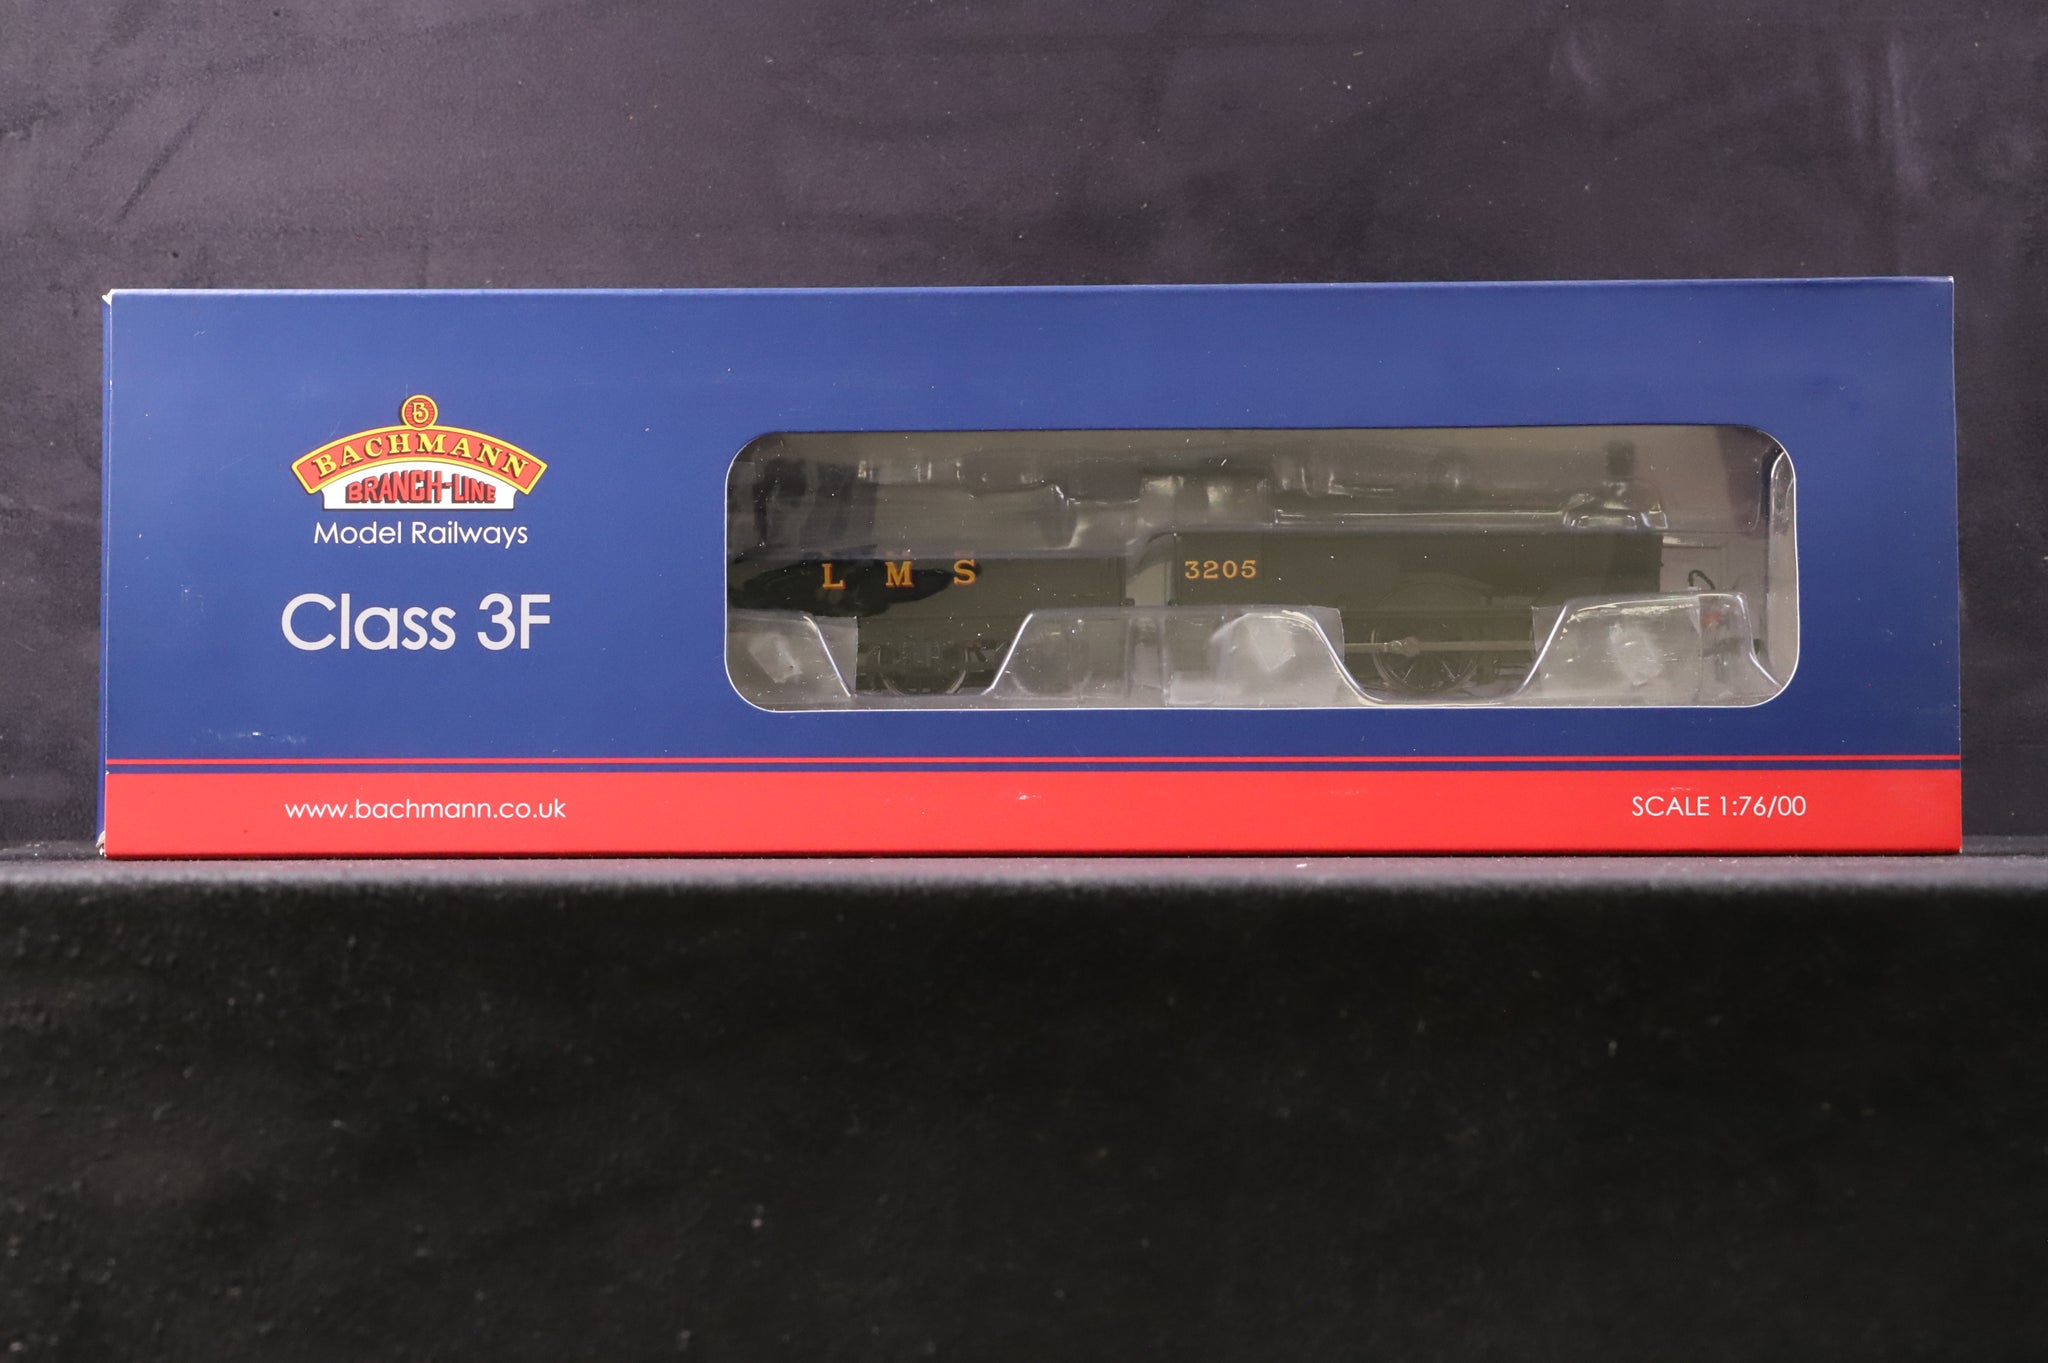 B
BACHMANN
BRANCH-LINE
Model Railways
Class 3F
L M S
3205
www.bachmann.co.uk
SCALE 1:76/00